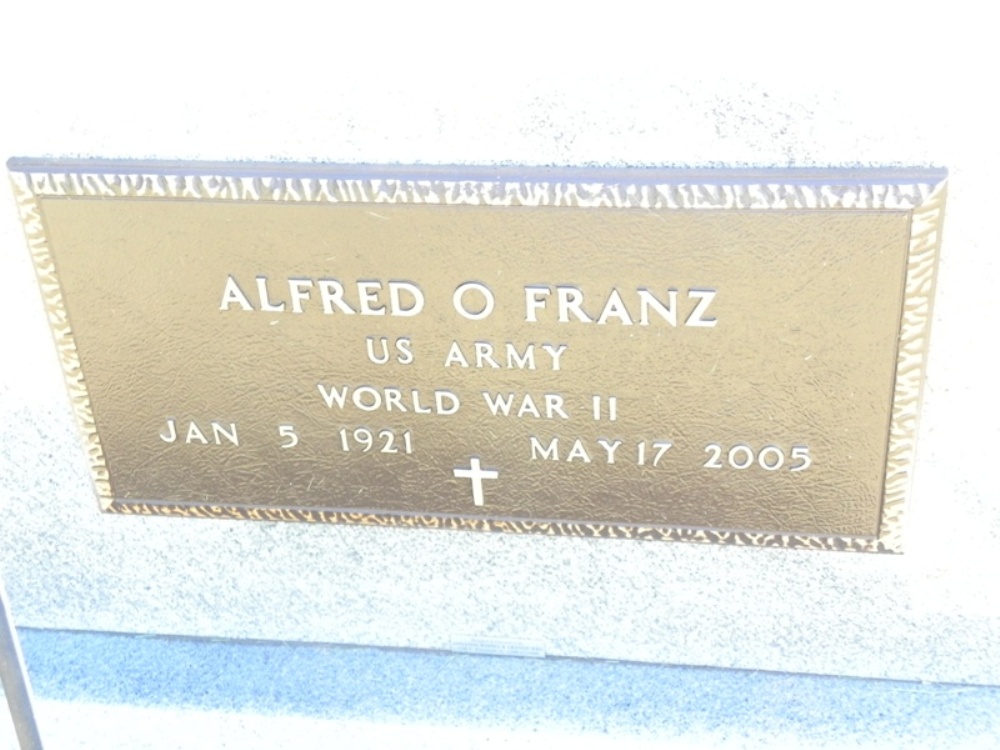 ALFRED O FRANZ
US ARMY
WORLD WAR II
JAN 5 1921 MAY 17 2005